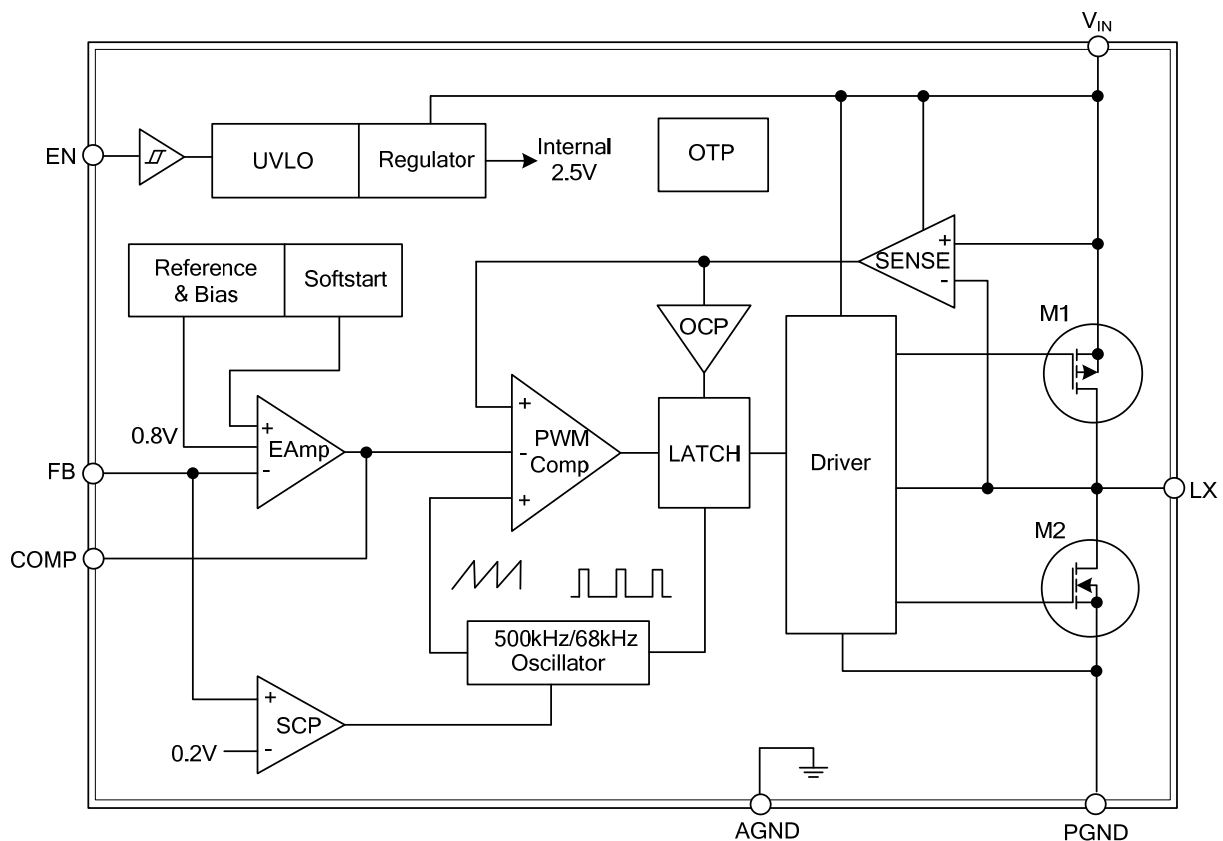 VIN
EN
UVLO
Regulator
Internal
2.5V
OTP
Reference
& Bias
Softstart
+
SENSE
-
OCP
M1
+
0.8V
EAmp
-
+
PWM
Comp
-
+
LATCH
Driver
FB
LX
COMP
M2
500kHz/68kHz
Oscillator
+
SCP
0.2V
-
AGND
PGND